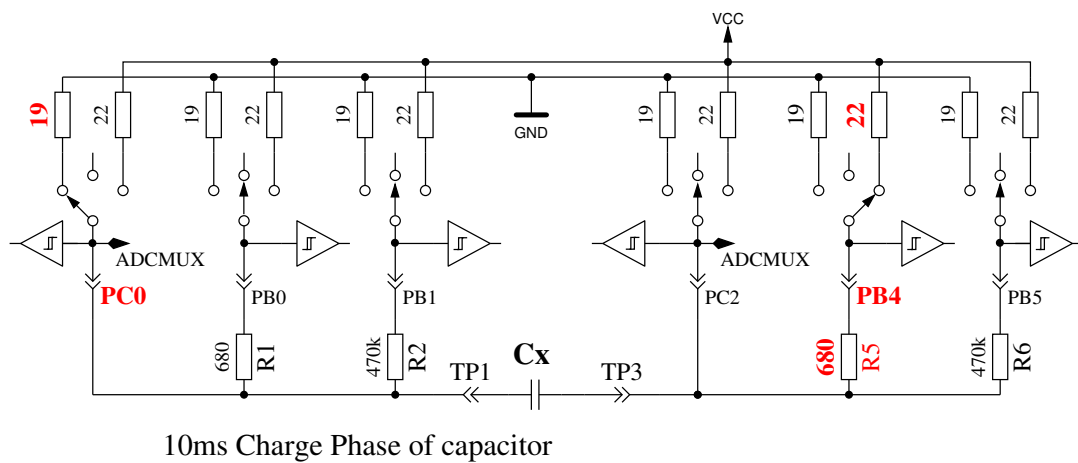 VCC
19
22
19
22
19
22
GND
19
22
19
22
19
22
ADCMUX
ADCMUX
PC0
PB0
PB1
PC2
PB4
PB5
680
R1
470k
R2
Cx
680
R5
470k
R6
TP1
TP3
10ms Charge Phase of capacitor